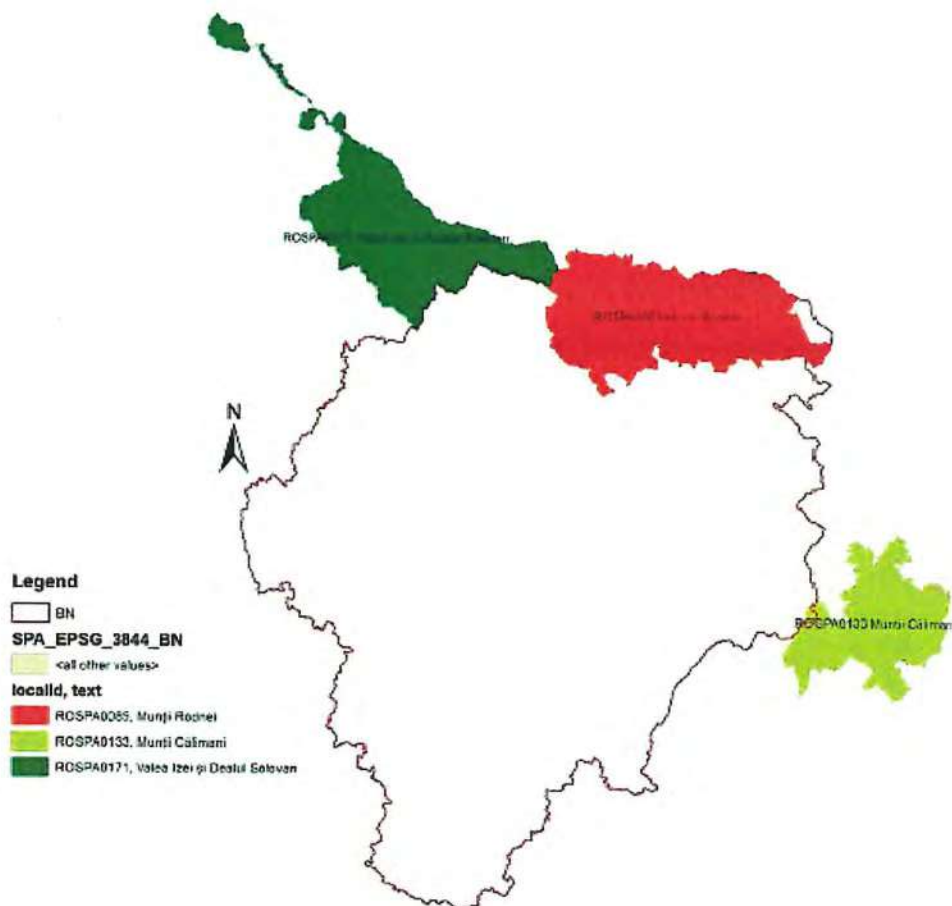 N
Legend
BN
SPA_EPSG_3844_BN
<all other values>
localId, text
ROSPA0085, Munții Rodnei
ROSPA0133, Munții Călimani
ROSPA0171, Valea Izei și Dealul Solovan
ROSPA0133 Munții Călimani